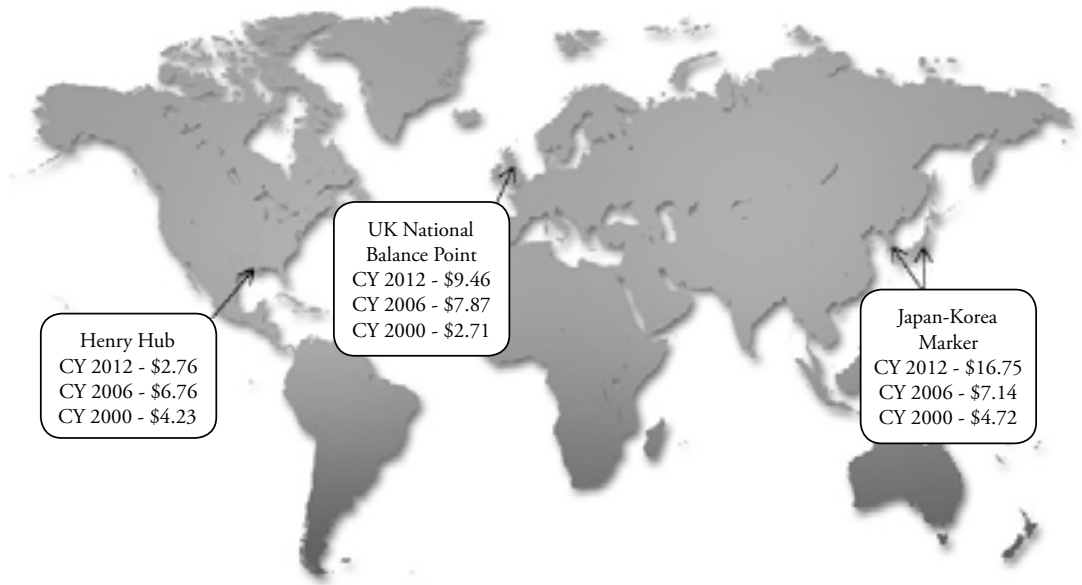 UK National
Balance Point
CY 2012 - $9.46
CY 2006 - $7.87
CY 2000 - $2.71
Henry Hub
CY 2012 - $2.76
CY 2006 - $6.76
CY 2000 - $4.23
Japan-Korea
Marker
CY 2012 - $16.75
CY 2006 - $7.14
CY 2000 - $4.72